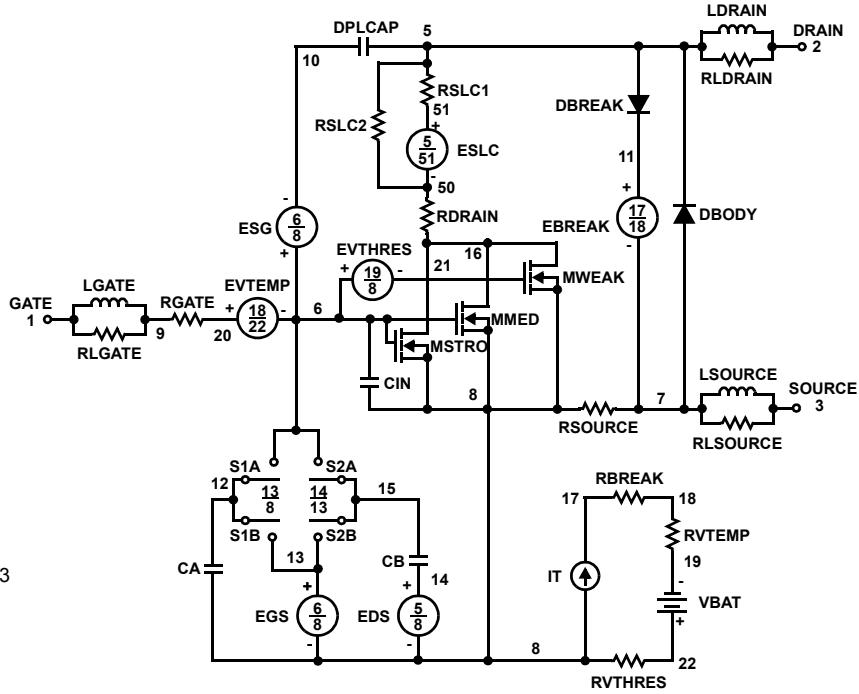 LDRAIN
DPLCAP 5 DRAIN
10 2
RSLC1 RLDRAIN
51
RSLC2 DBREAK
+
5
51 ESLC
-
11
50
- +
RDRAIN 17
18
6
8 DBODY
ESG EBREAK
+ EVTHRES 16 -
+ 19 - 21
8 MWEAK
LGATE EVTEMP
GATE RGATE + 18 - 6
1 22 MMED
9 20
RLGATE MSTRO
CIN LSOURCE
8 7 SOURCE
3
RSOURCE
RLSOURCE
S1A S2A
12 13 14 15 RBREAK
8 13 17 18
S1B S2B RVTEMP
13 CB 19
3 CA 14 IT -
+ + VBAT
EGS 6 EDS 5 +
8 8
- - 8 22
RVTHRES